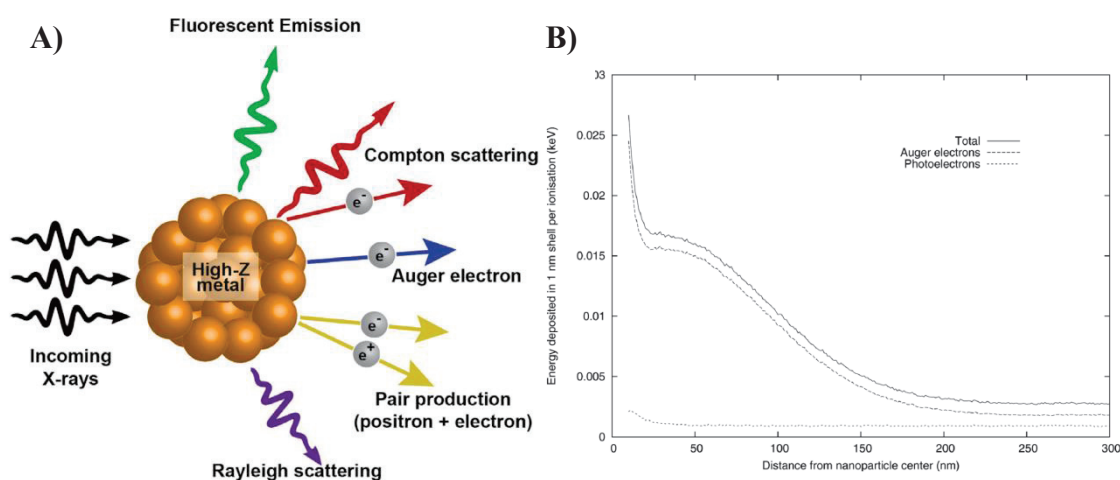 A)
Fluorescent Emission
Compton scattering
e-
High-Z
metal
e-
Auger electron
Incoming
X-rays
e-
e+
Pair production
(positron + electron)
Rayleigh scattering
B)
03
0.025
0.02
0.015
0.01
0.005
0
Energy deposited in 1 nm shell per ionisation (keV)
Total
Auger electrons
Photoelectrons
0
50
100
150
200
250
300
Distance from nanoparticle center (nm)